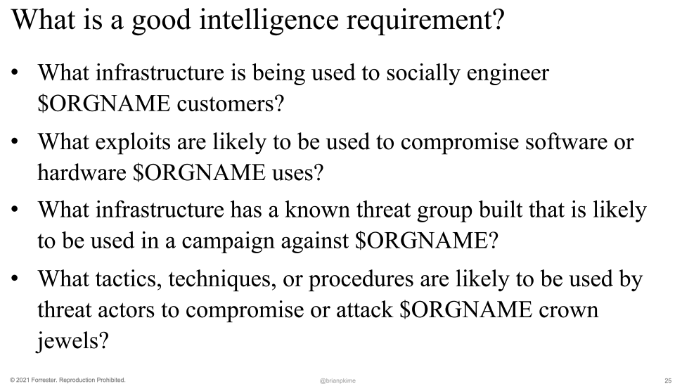 What is a good intelligence requirement?
• What infrastructure is being used to socially engineer
$ORGNAME customers?
• What exploits are likely to be used to compromise software or
hardware $ORGNAME uses?
• What infrastructure has a known threat group built that is likely
to be used in a campaign against $ORGNAME?
• What tactics, techniques, or procedures are likely to be used by
threat actors to compromise or attack $ORGNAME crown
jewels?
© 2021 Forrester. Reproduction Prohibited.
@brianpkime
25